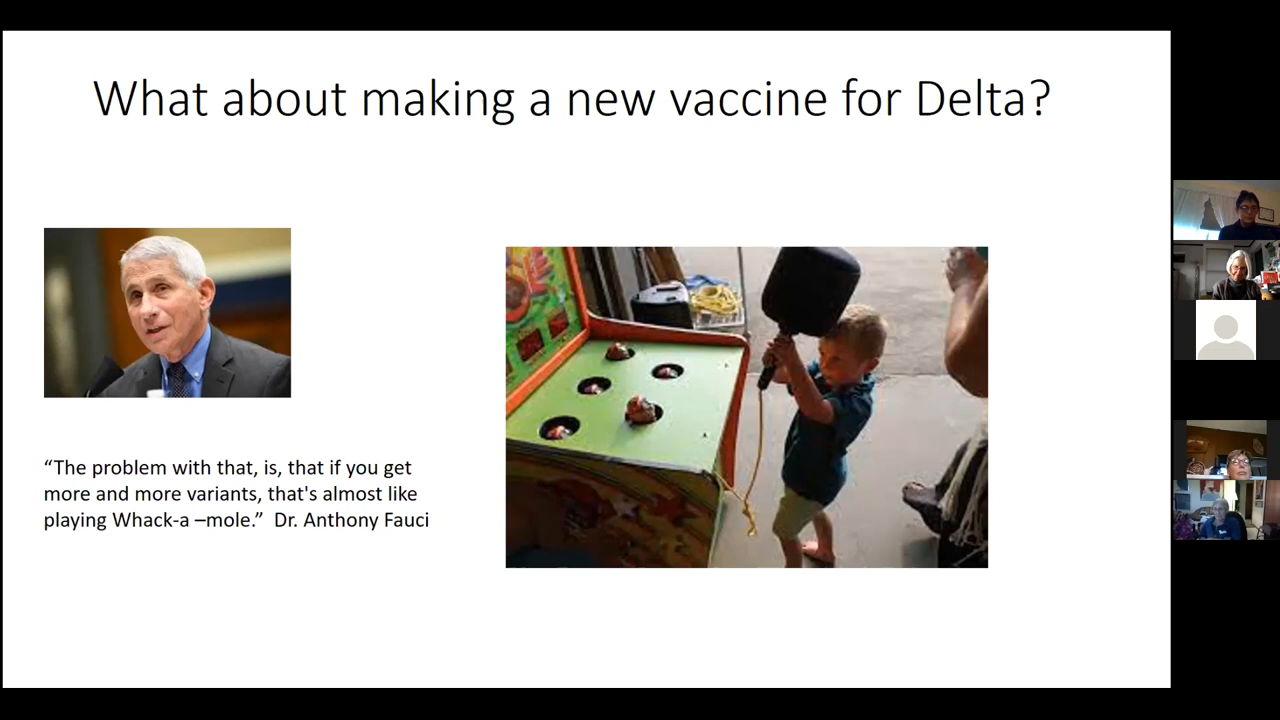 What about making a new vaccine for Delta?
“The problem with that, is, that if you get
more and more variants, that's almost like
playing Whack-a –mole.”  Dr. Anthony Fauci